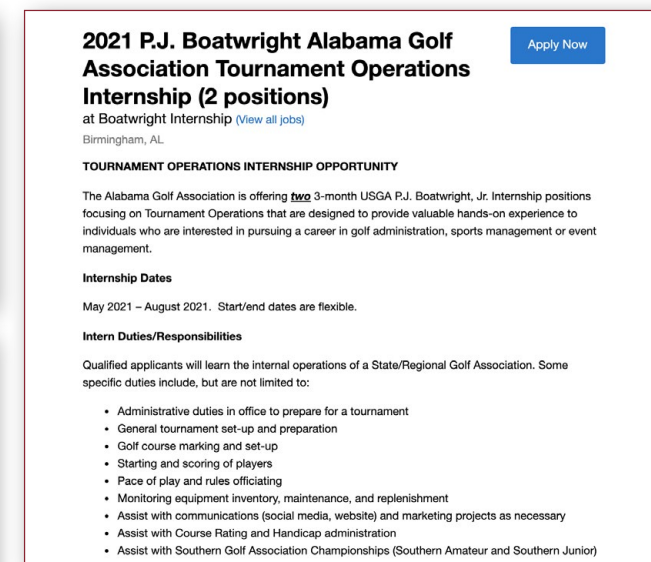 2021 P.J. Boatwright Alabama Golf
Association Tournament Operations
Internship (2 positions)
Apply Now
at Boatwright Internship (View all jobs)
Birmingham, AL
TOURNAMENT OPERATIONS INTERNSHIP OPPORTUNITY
The Alabama Golf Association is offering two 3-month USGA P.J. Boatwright, Jr. Internship positions
focusing on Tournament Operations that are designed to provide valuable hands-on experience to
individuals who are interested in pursuing a career in golf administration, sports management or event
management.
Internship Dates
May 2021 – August 2021.  Start/end dates are flexible.
Intern Duties/Responsibilities
Qualified applicants will learn the internal operations of a State/Regional Golf Association. Some
specific duties include, but are not limited to:
• Administrative duties in office to prepare for a tournament
• General tournament set-up and preparation
• Golf course marking and set-up
• Starting and scoring of players
• Pace of play and rules officiating
• Monitoring equipment inventory, maintenance, and replenishment
• Assist with communications (social media, website) and marketing projects as necessary
• Assist with Course Rating and Handicap administration
• Assist with Southern Golf Association Championships (Southern Amateur and Southern Junior)